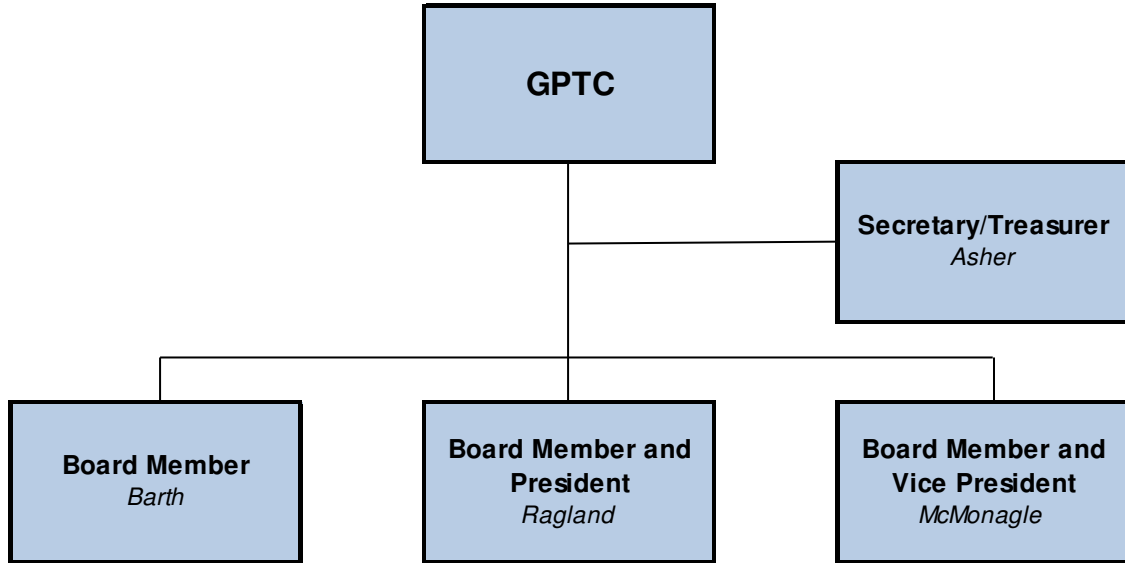 GPTC
Secretary/Treasurer
Asher
Board Member
Barth
Board Member and
President
Ragland
Board Member and
Vice President
McMonagle